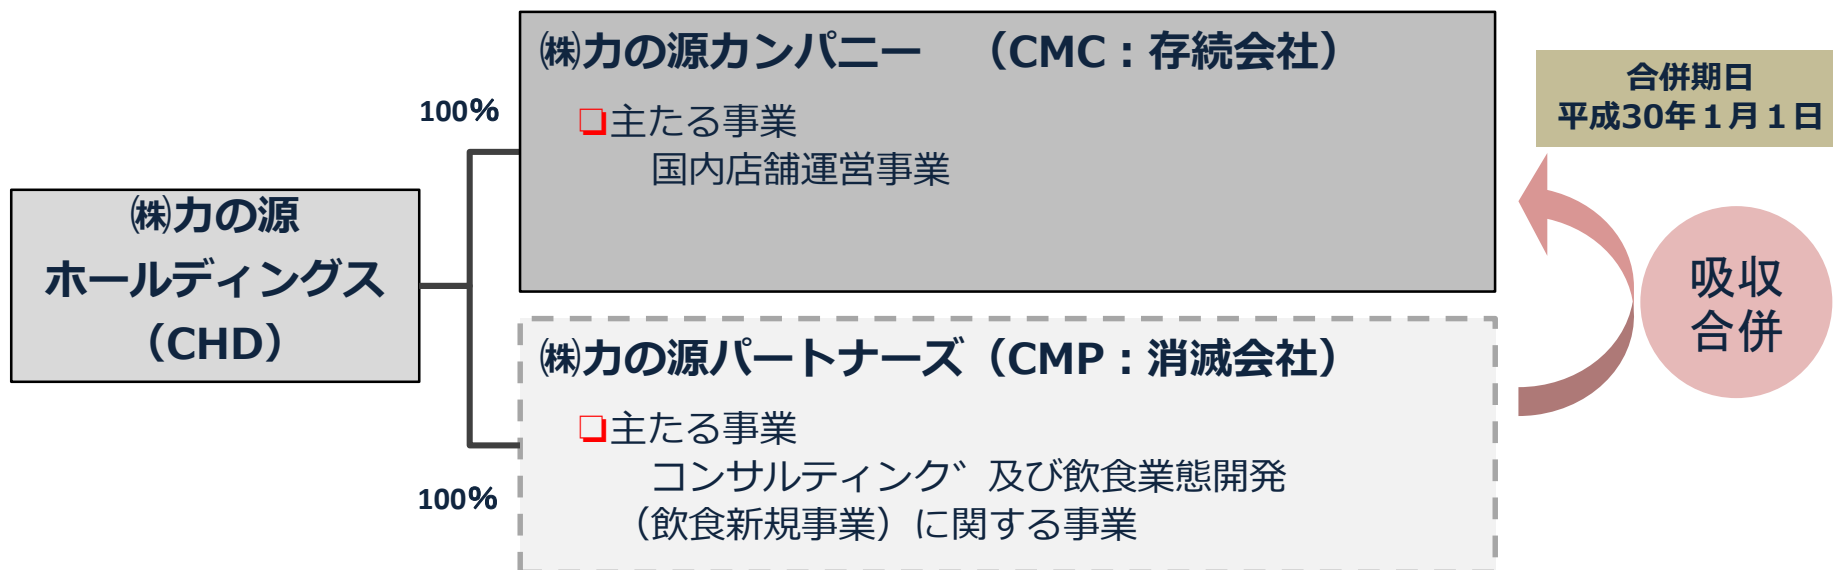 ㈱力の源
ホールディングス
（CHD）
100%
100%
㈱力の源カンパニー　（CMC：存続会社）
❏主たる事業
国内店舗運営事業
㈱力の源パートナーズ（CMP：消滅会社）
❏主たる事業
コンサルティンク゛及び飲食業態開発
（飲食新規事業）に関する事業
合併期日
平成30年１月１日
吸収
合併